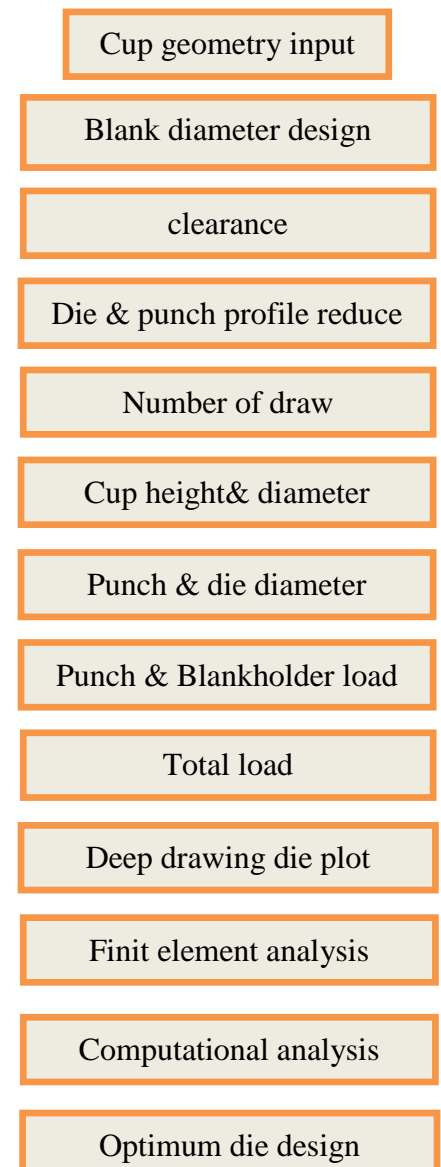 Cup geometry input
Blank diameter design
clearance
Die & punch profile reduce
Number of draw
Cup height& diameter
Punch & die diameter
Punch & Blankholder load
Total load
Deep drawing die plot
Finit element analysis
Computational analysis
Optimum die design